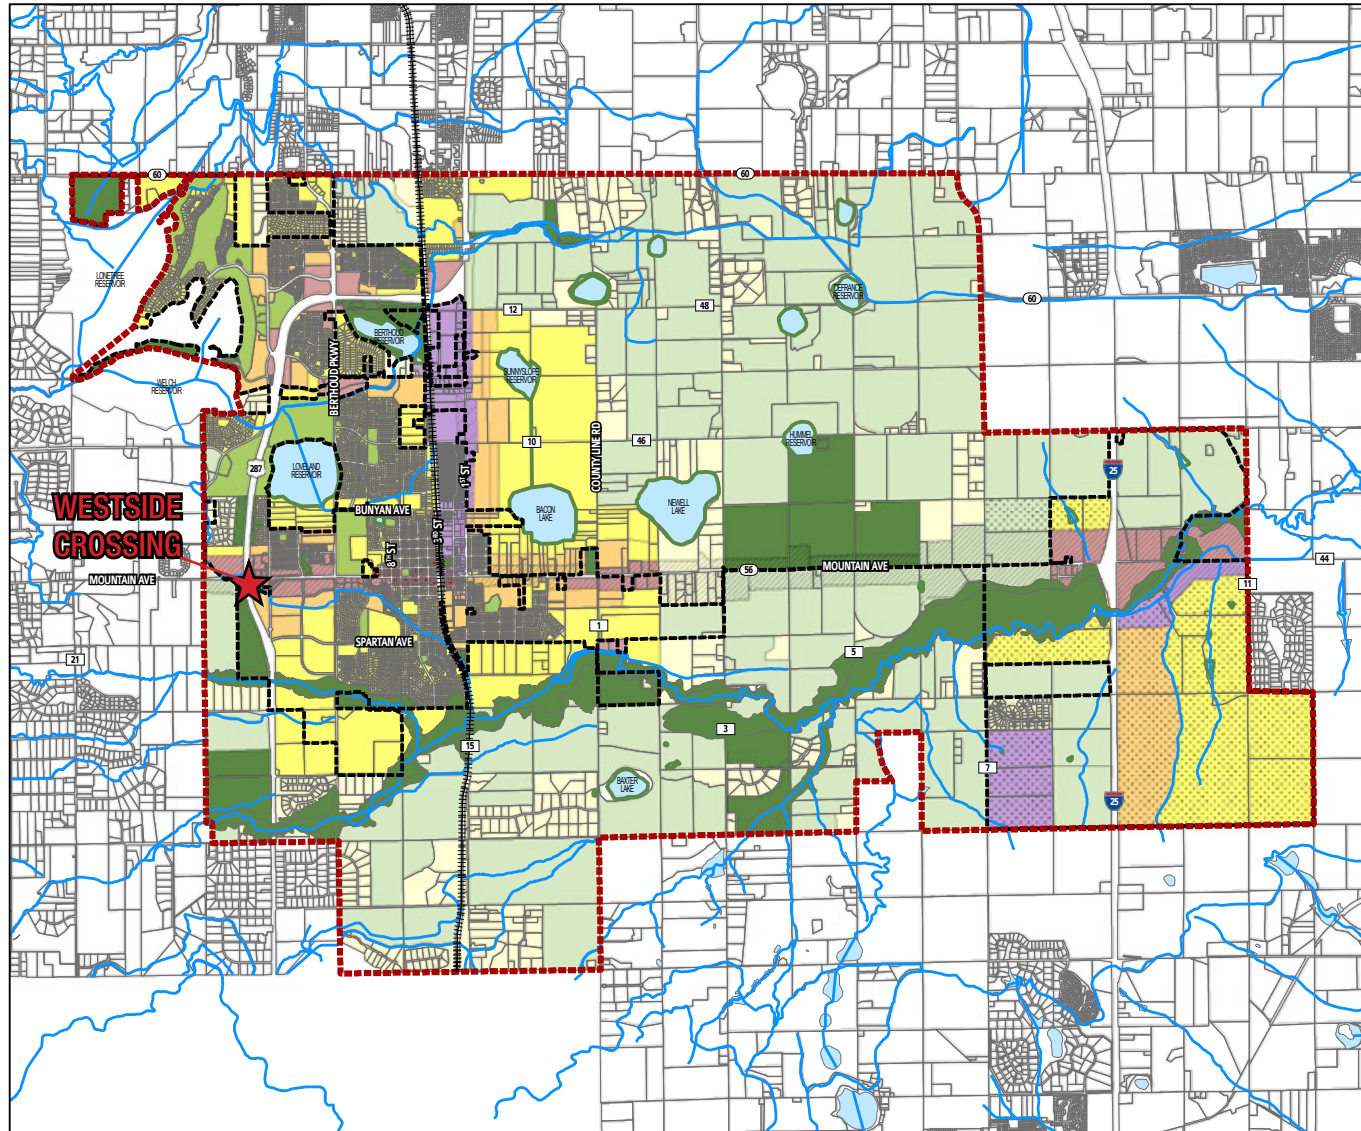 60
60
LONETREE
RESERVOIR
DEFRANCE
RESERVOIR
60
48
12
BERTHOUD
RESERVOIR
BERTHOUD PKWY
SUNNYSLOPE
RESERVOIR
WELCH
RESERVOIR
10
46
COUNTY LINE RD
HUMMEL
RESERVOIR
287
LOVELAND
RESERVOIR
1ST ST
25
WESTSIDE
CROSSING
BUNYAN AVE
BACON
LAKE
NEWELL
LAKE
3RD ST
8TH ST
MOUNTAIN AVE
56
MOUNTAIN AVE
44
11
1
SPARTAN AVE
5
21
3
15
7
BAXTER
LAKE
25